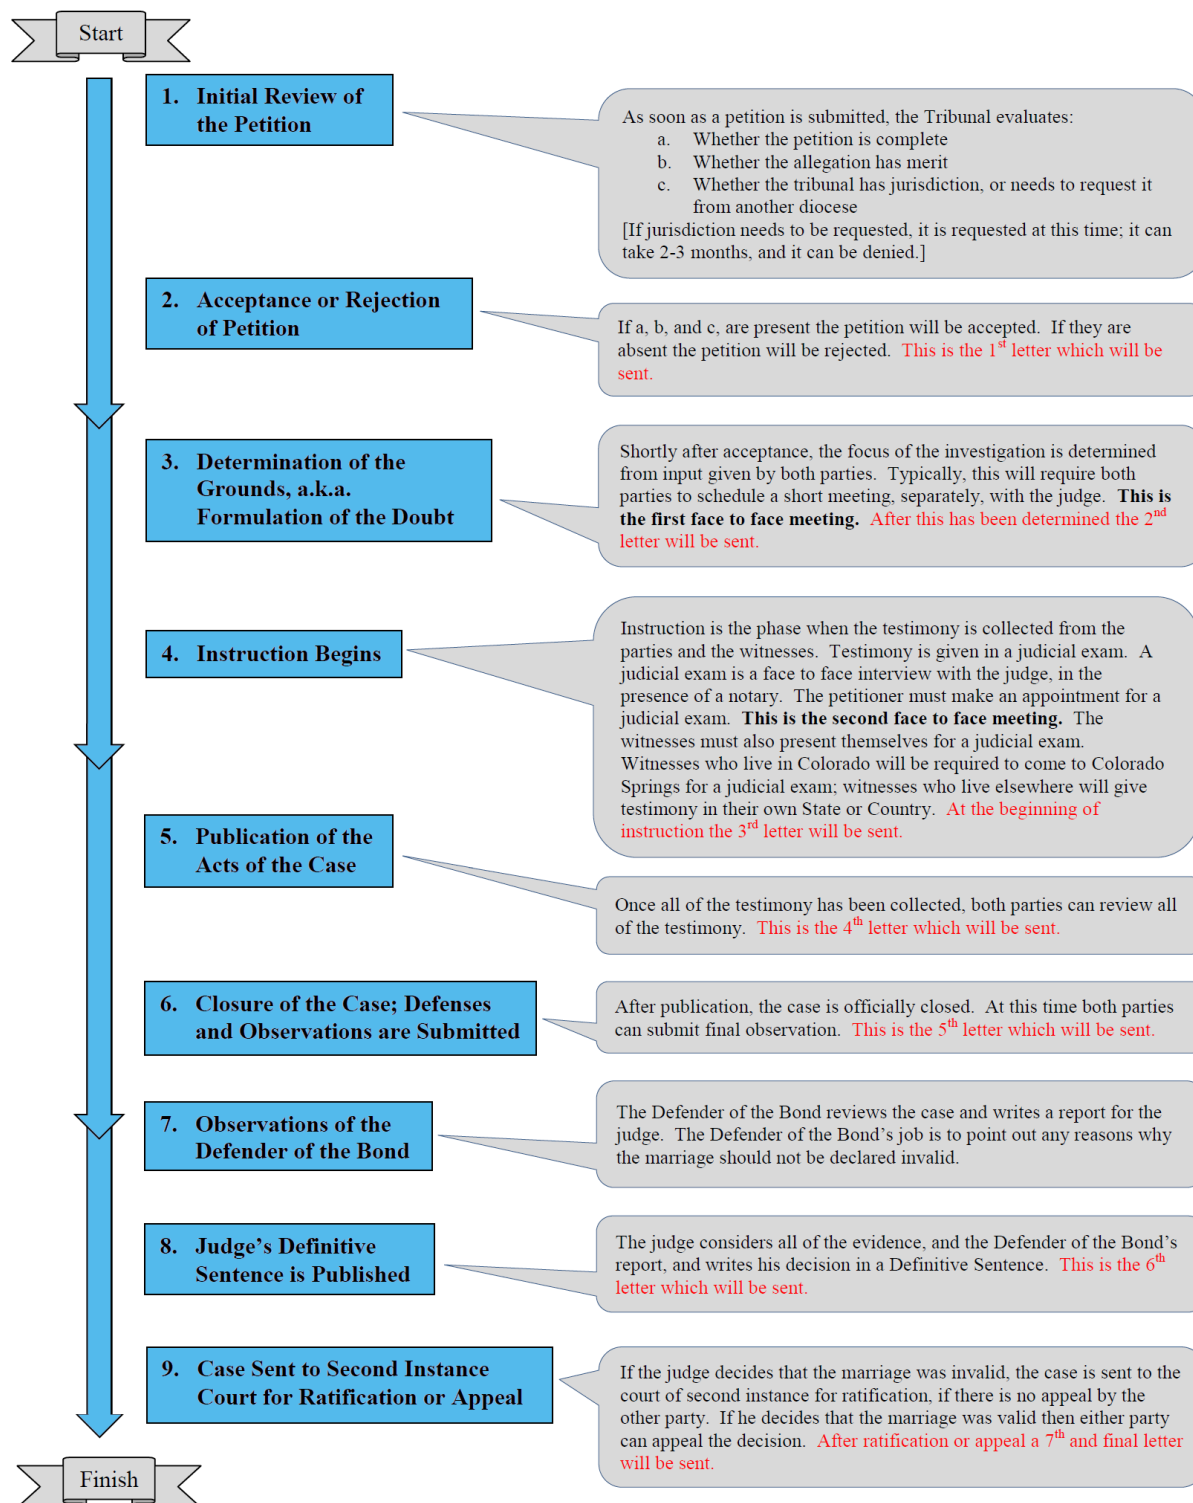 Start
1. Initial Review of
the Petition
As soon as a petition is submitted, the Tribunal evaluates:
a. Whether the petition is complete
b. Whether the allegation has merit
c. Whether the tribunal has jurisdiction, or needs to request it
from another diocese
[If jurisdiction needs to be requested, it is requested at this time; it can
take 2-3 months, and it can be denied.]
2. Acceptance or Rejection
of Petition
If a, b, and c, are present the petition will be accepted. If they are
absent the petition will be rejected. This is the 1st letter which will be
sent.
3. Determination of the
Grounds, a.k.a.
Formulation of the Doubt
Shortly after acceptance, the focus of the investigation is determined
from input given by both parties. Typically, this will require both
parties to schedule a short meeting, separately, with the judge. This is
the first face to face meeting. After this has been determined the 2nd
letter will be sent.
4. Instruction Begins
Instruction is the phase when the testimony is collected from the
parties and the witnesses. Testimony is given in a judicial exam. A
judicial exam is a face to face interview with the judge, in the
presence of a notary. The petitioner must make an appointment for a
judicial exam. This is the second face to face meeting. The
witnesses must also present themselves for a judicial exam.
Witnesses who live in Colorado will be required to come to Colorado
Springs for a judicial exam; witnesses who live elsewhere will give
testimony in their own State or Country. At the beginning of
instruction the 3rd letter will be sent.
5. Publication of the
Acts of the Case
Once all of the testimony has been collected, both parties can review all
of the testimony. This is the 4th letter which will be sent.
6. Closure of the Case; Defenses
and Observations are Submitted
After publication, the case is officially closed. At this time both parties
can submit final observation. This is the 5th letter which will be sent.
7. Observations of the
Defender of the Bond
The Defender of the Bond reviews the case and writes a report for the
judge. The Defender of the Bond's job is to point out any reasons why
the marriage should not be declared invalid.
8. Judge's Definitive
Sentence is Published
The judge considers all of the evidence, and the Defender of the Bond's
report, and writes his decision in a Definitive Sentence. This is the 6th
letter which will be sent.
9. Case Sent to Second Instance
Court for Ratification or Appeal
If the judge decides that the marriage was invalid, the case is sent to the
court of second instance for ratification, if there is no appeal by the
other party. If he decides that the marriage was valid then either party
can appeal the decision. After ratification or appeal a 7th and final letter
will be sent.
Finish